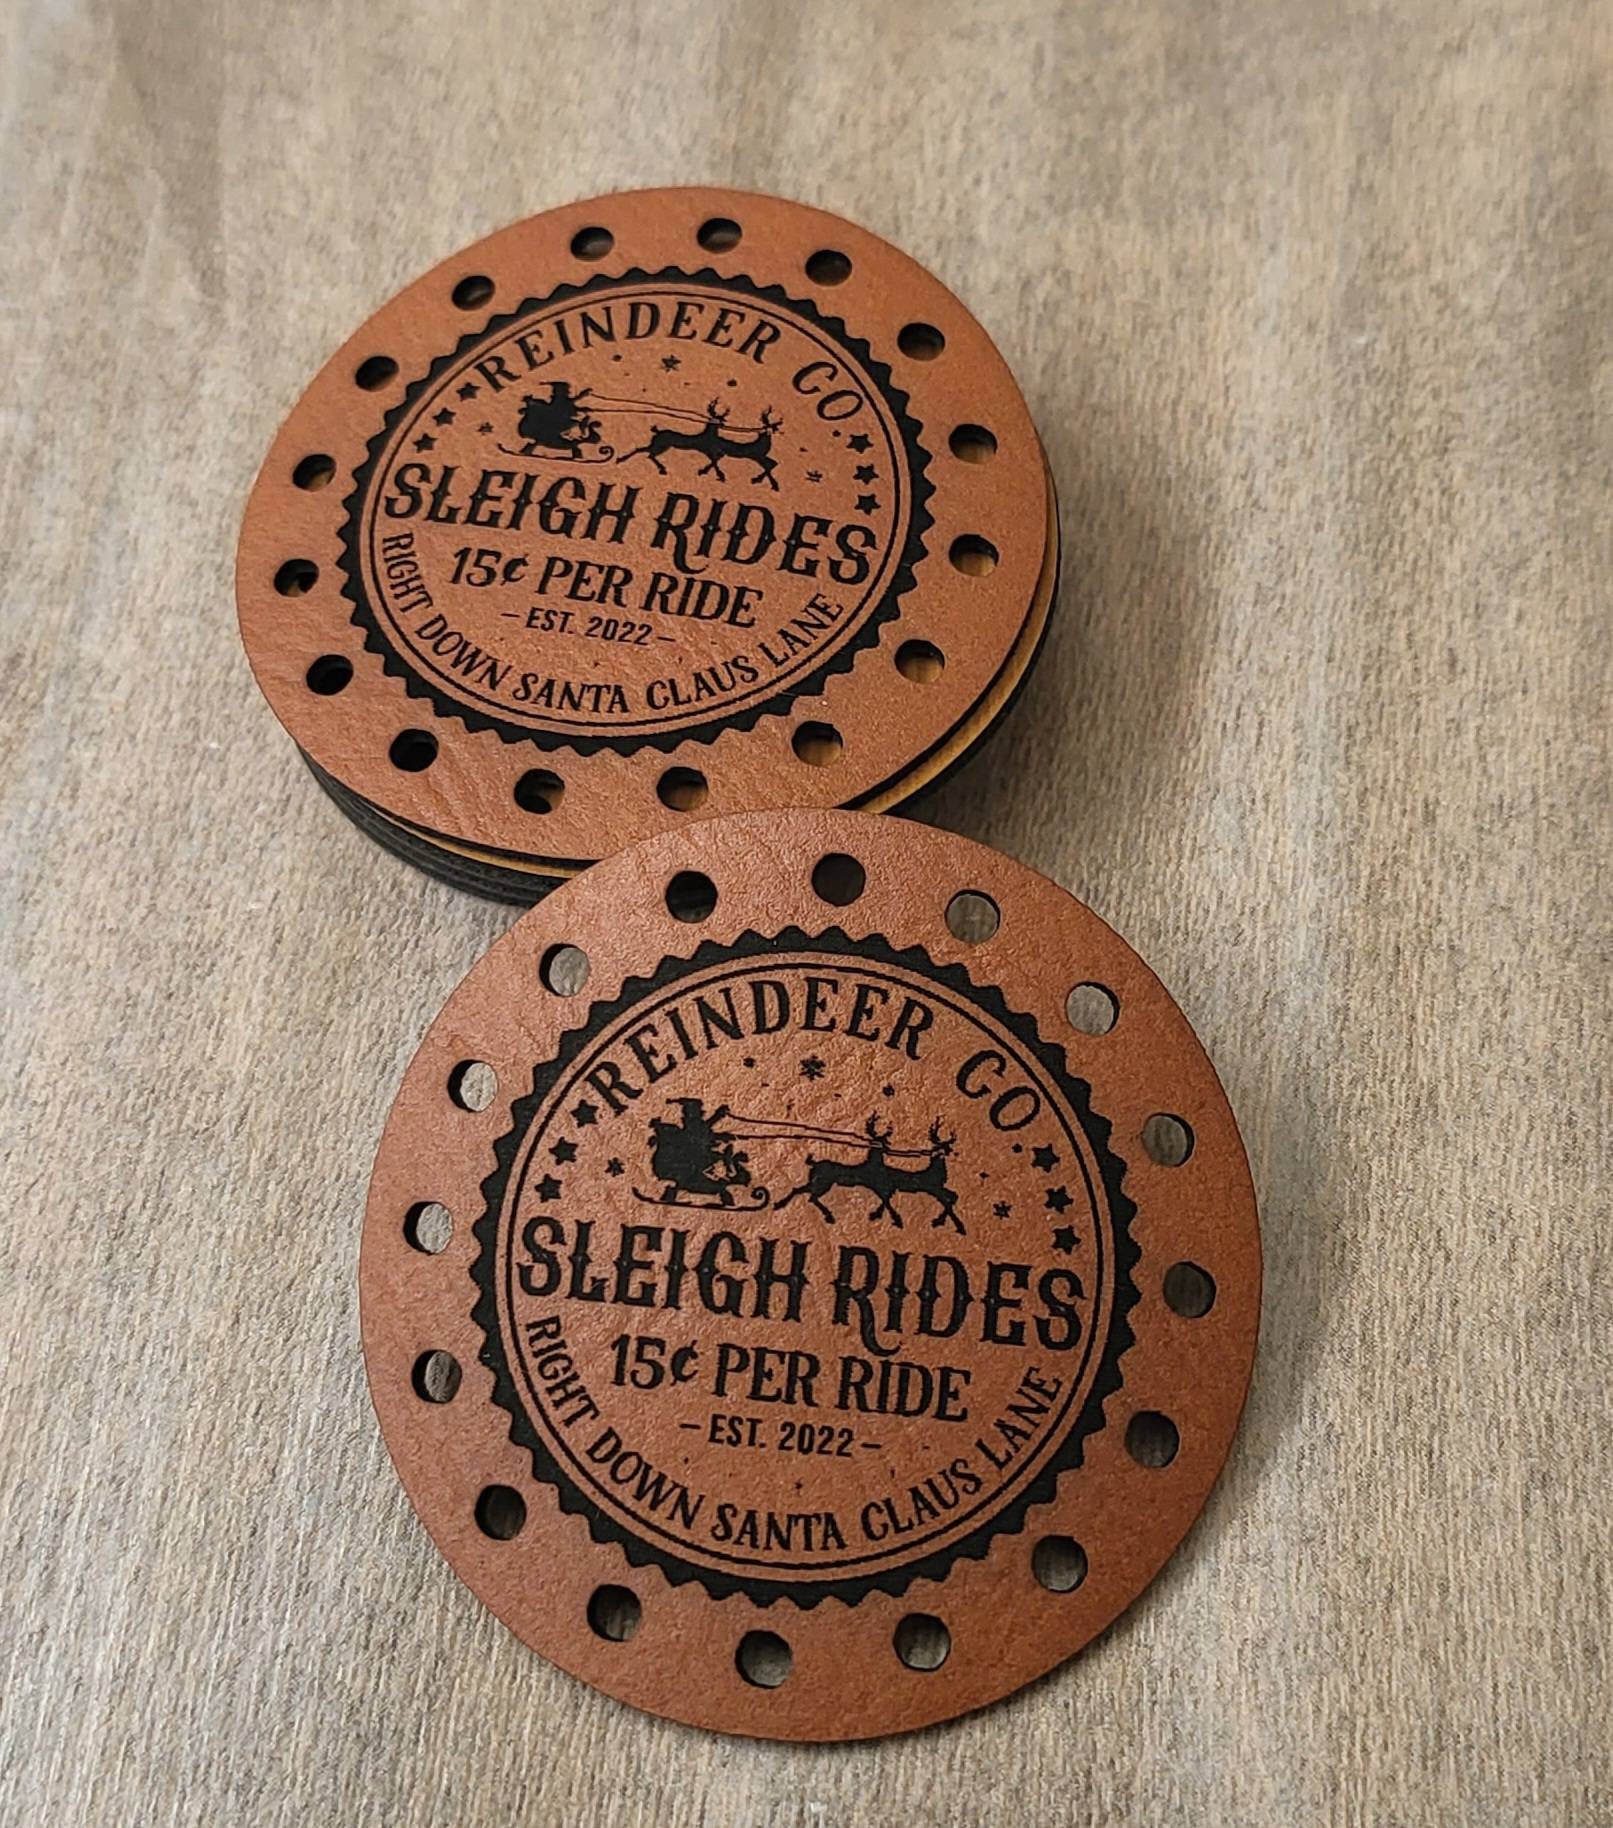 REINDEER CO.
SLEIGH RIDES
15¢ PER RIDE
– EST. 2022 –
RIGHT DOWN SANTA CLAUS LANE
REINDEER CO.
SLEIGH RIDES
15¢ PER RIDE
– EST. 2022 –
RIGHT DOWN SANTA CLAUS LANE